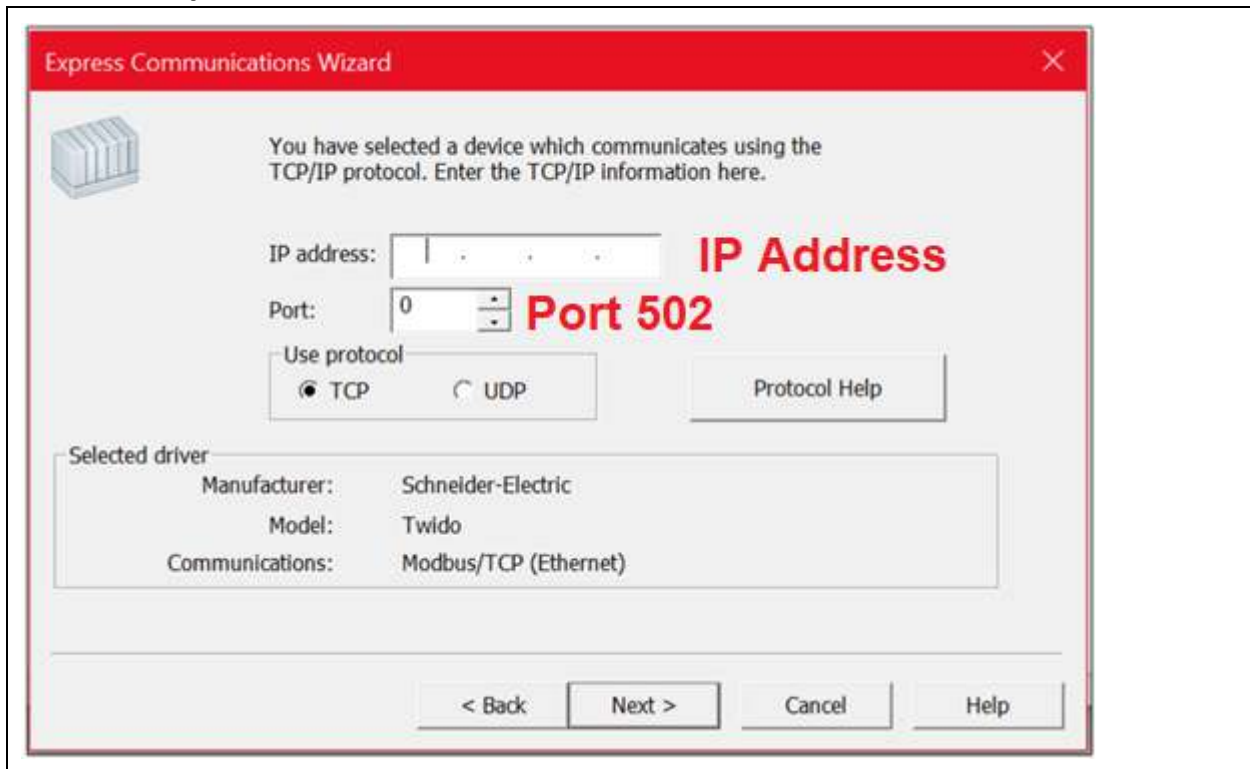 Express Communications Wizard
You have selected a device which communicates using the
TCP/IP protocol. Enter the TCP/IP information here.
IP address: . . . IP Address
Port: 0 Port 502
Use protocol
TCP UDP Protocol Help
Selected driver
Manufacturer: Schneider-Electric
Model: Twido
Communications: Modbus/TCP (Ethernet)
< Back Next > Cancel Help